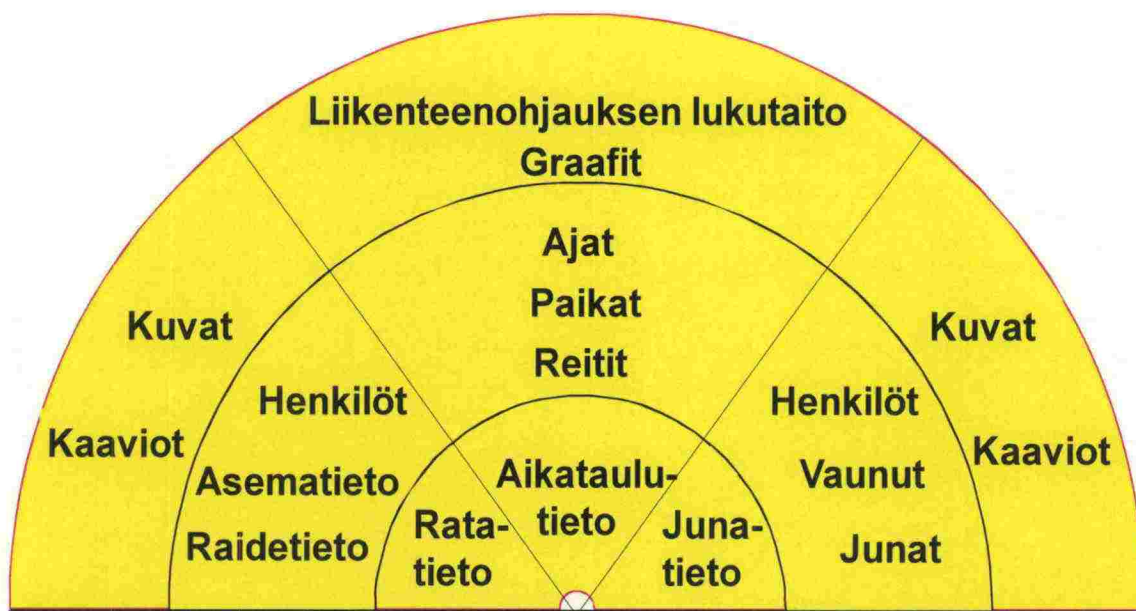 Liikenteenohjauksen lukutaito
Graafit
Ajat
Paikat
Reitit
Kuvat
Kaaviot
Henkilöt
Asematieto
Raidetieto
Rata-
tieto
Aikataulu-
tieto
Juna-
tieto
Henkilöt
Vaunut
Junat
Kuvat
Kaaviot